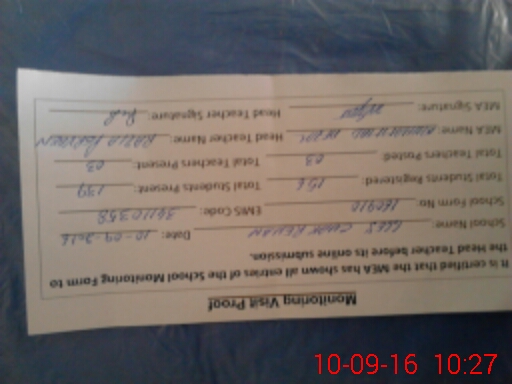 Monitoring Visit Proof
It is certified that the MEA has shown all entries of the School Monitoring Form to
the Head Teacher before its online submission.
School Name: GGES Date: 10-09-2016
School Form No: EMIS Code: 39110358
Total Students Registered: 156 Total Students Present: 139
Total Teachers Posted: 03 Total Teachers Present: 03
MEA Name: Head Teacher Name:
MEA Signature: Head Teacher Signature:
10-09-16 10:27